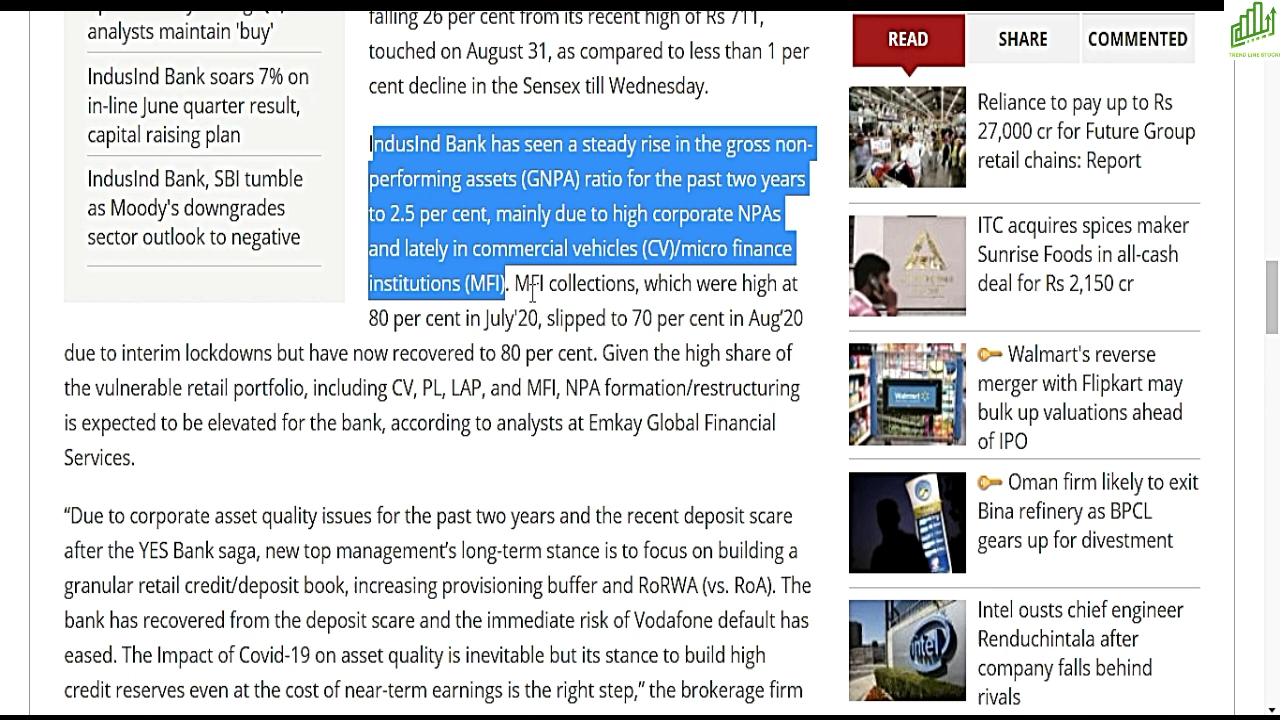 analysts maintain 'buy'
IndusInd Bank soars 7% on
in-line June quarter result,
capital raising plan
IndusInd Bank, SBI tumble
as Moody's downgrades
sector outlook to negative
falling 26 per cent from its recent high of Rs 711,
touched on August 31, as compared to less than 1 per
cent decline in the Sensex till Wednesday.
IndusInd Bank has seen a steady rise in the gross non-
performing assets (GNPA) ratio for the past two years
to 2.5 per cent, mainly due to high corporate NPAs
and lately in commercial vehicles (CV)/micro finance
institutions (MFI). MFI collections, which were high at
80 per cent in July'20, slipped to 70 per cent in Aug’20
due to interim lockdowns but have now recovered to 80 per cent. Given the high share of
the vulnerable retail portfolio, including CV, PL, LAP, and MFI, NPA formation/restructuring
is expected to be elevated for the bank, according to analysts at Emkay Global Financial
Services.
“Due to corporate asset quality issues for the past two years and the recent deposit scare
after the YES Bank saga, new top management’s long-term stance is to focus on building a
granular retail credit/deposit book, increasing provisioning buffer and RoRWA (vs. RoA). The
bank has recovered from the deposit scare and the immediate risk of Vodafone default has
eased. The Impact of Covid-19 on asset quality is inevitable but its stance to build high
credit reserves even at the cost of near-term earnings is the right step,” the brokerage firm
READ SHARE COMMENTED
Reliance to pay up to Rs
27,000 cr for Future Group
retail chains: Report
ITC acquires spices maker
Sunrise Foods in all-cash
deal for Rs 2,150 cr
Walmart's reverse
merger with Flipkart may
bulk up valuations ahead
of IPO
Oman firm likely to exit
Bina refinery as BPCL
gears up for divestment
Intel ousts chief engineer
Renduchintala after
company falls behind
rivals
TREND LINE STOCK
Walmart
intel